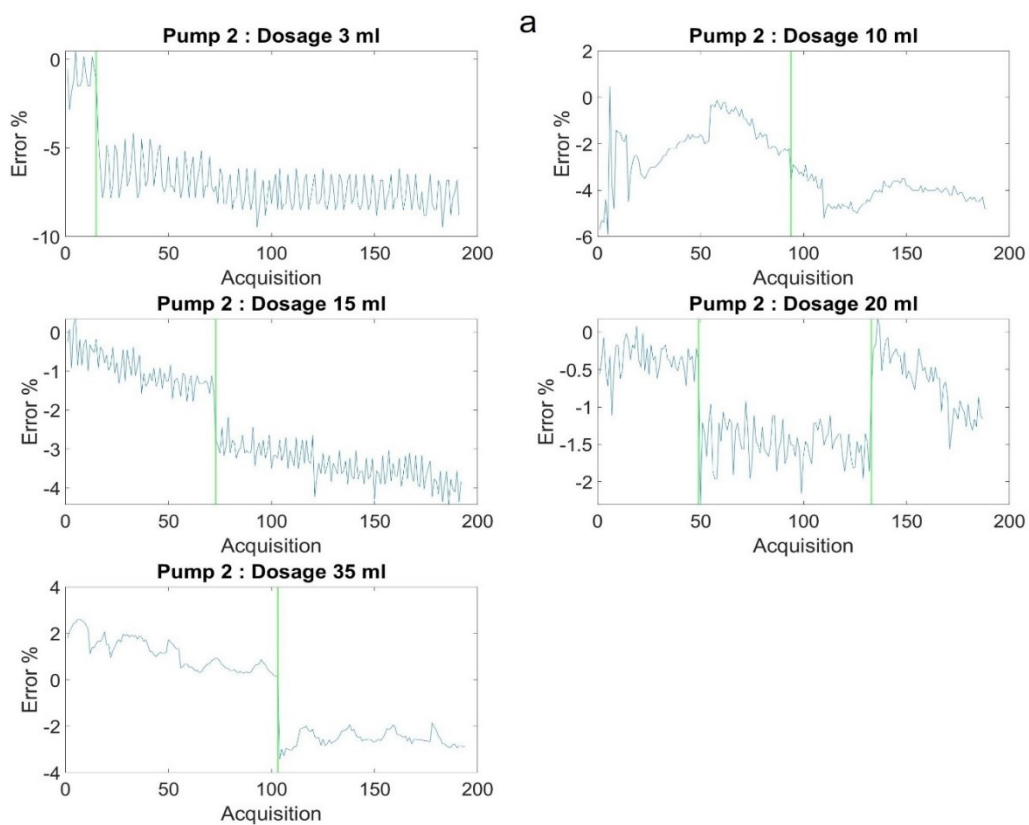 a
Pump 2 : Dosage 3 ml
0
-5
-10
Error %
0 50 100 150 200
Acquisition
Pump 2 : Dosage 10 ml
2
0
-2
-4
-6
Error %
0 50 100 150 200
Acquisition
Pump 2 : Dosage 15 ml
0
-1
-2
-3
-4
Error %
0 50 100 150 200
Acquisition
Pump 2 : Dosage 20 ml
0
-0.5
-1
-1.5
-2
Error %
0 50 100 150 200
Acquisition
Pump 2 : Dosage 35 ml
4
2
0
-2
-4
Error %
0 50 100 150 200
Acquisition